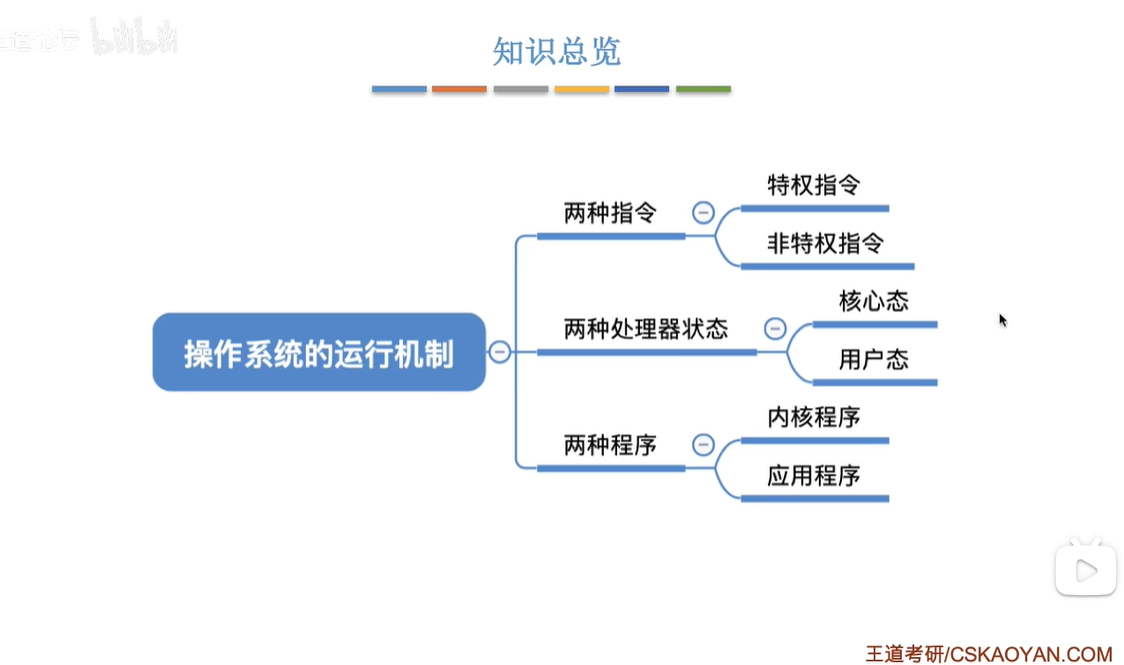 知识总览
特权指令
两种指令
非特权指令
核心态
两种处理器状态
用户态
操作系统的运行机制
内核程序
两种程序
应用程序
王道考研/CSKAOYAN.COM